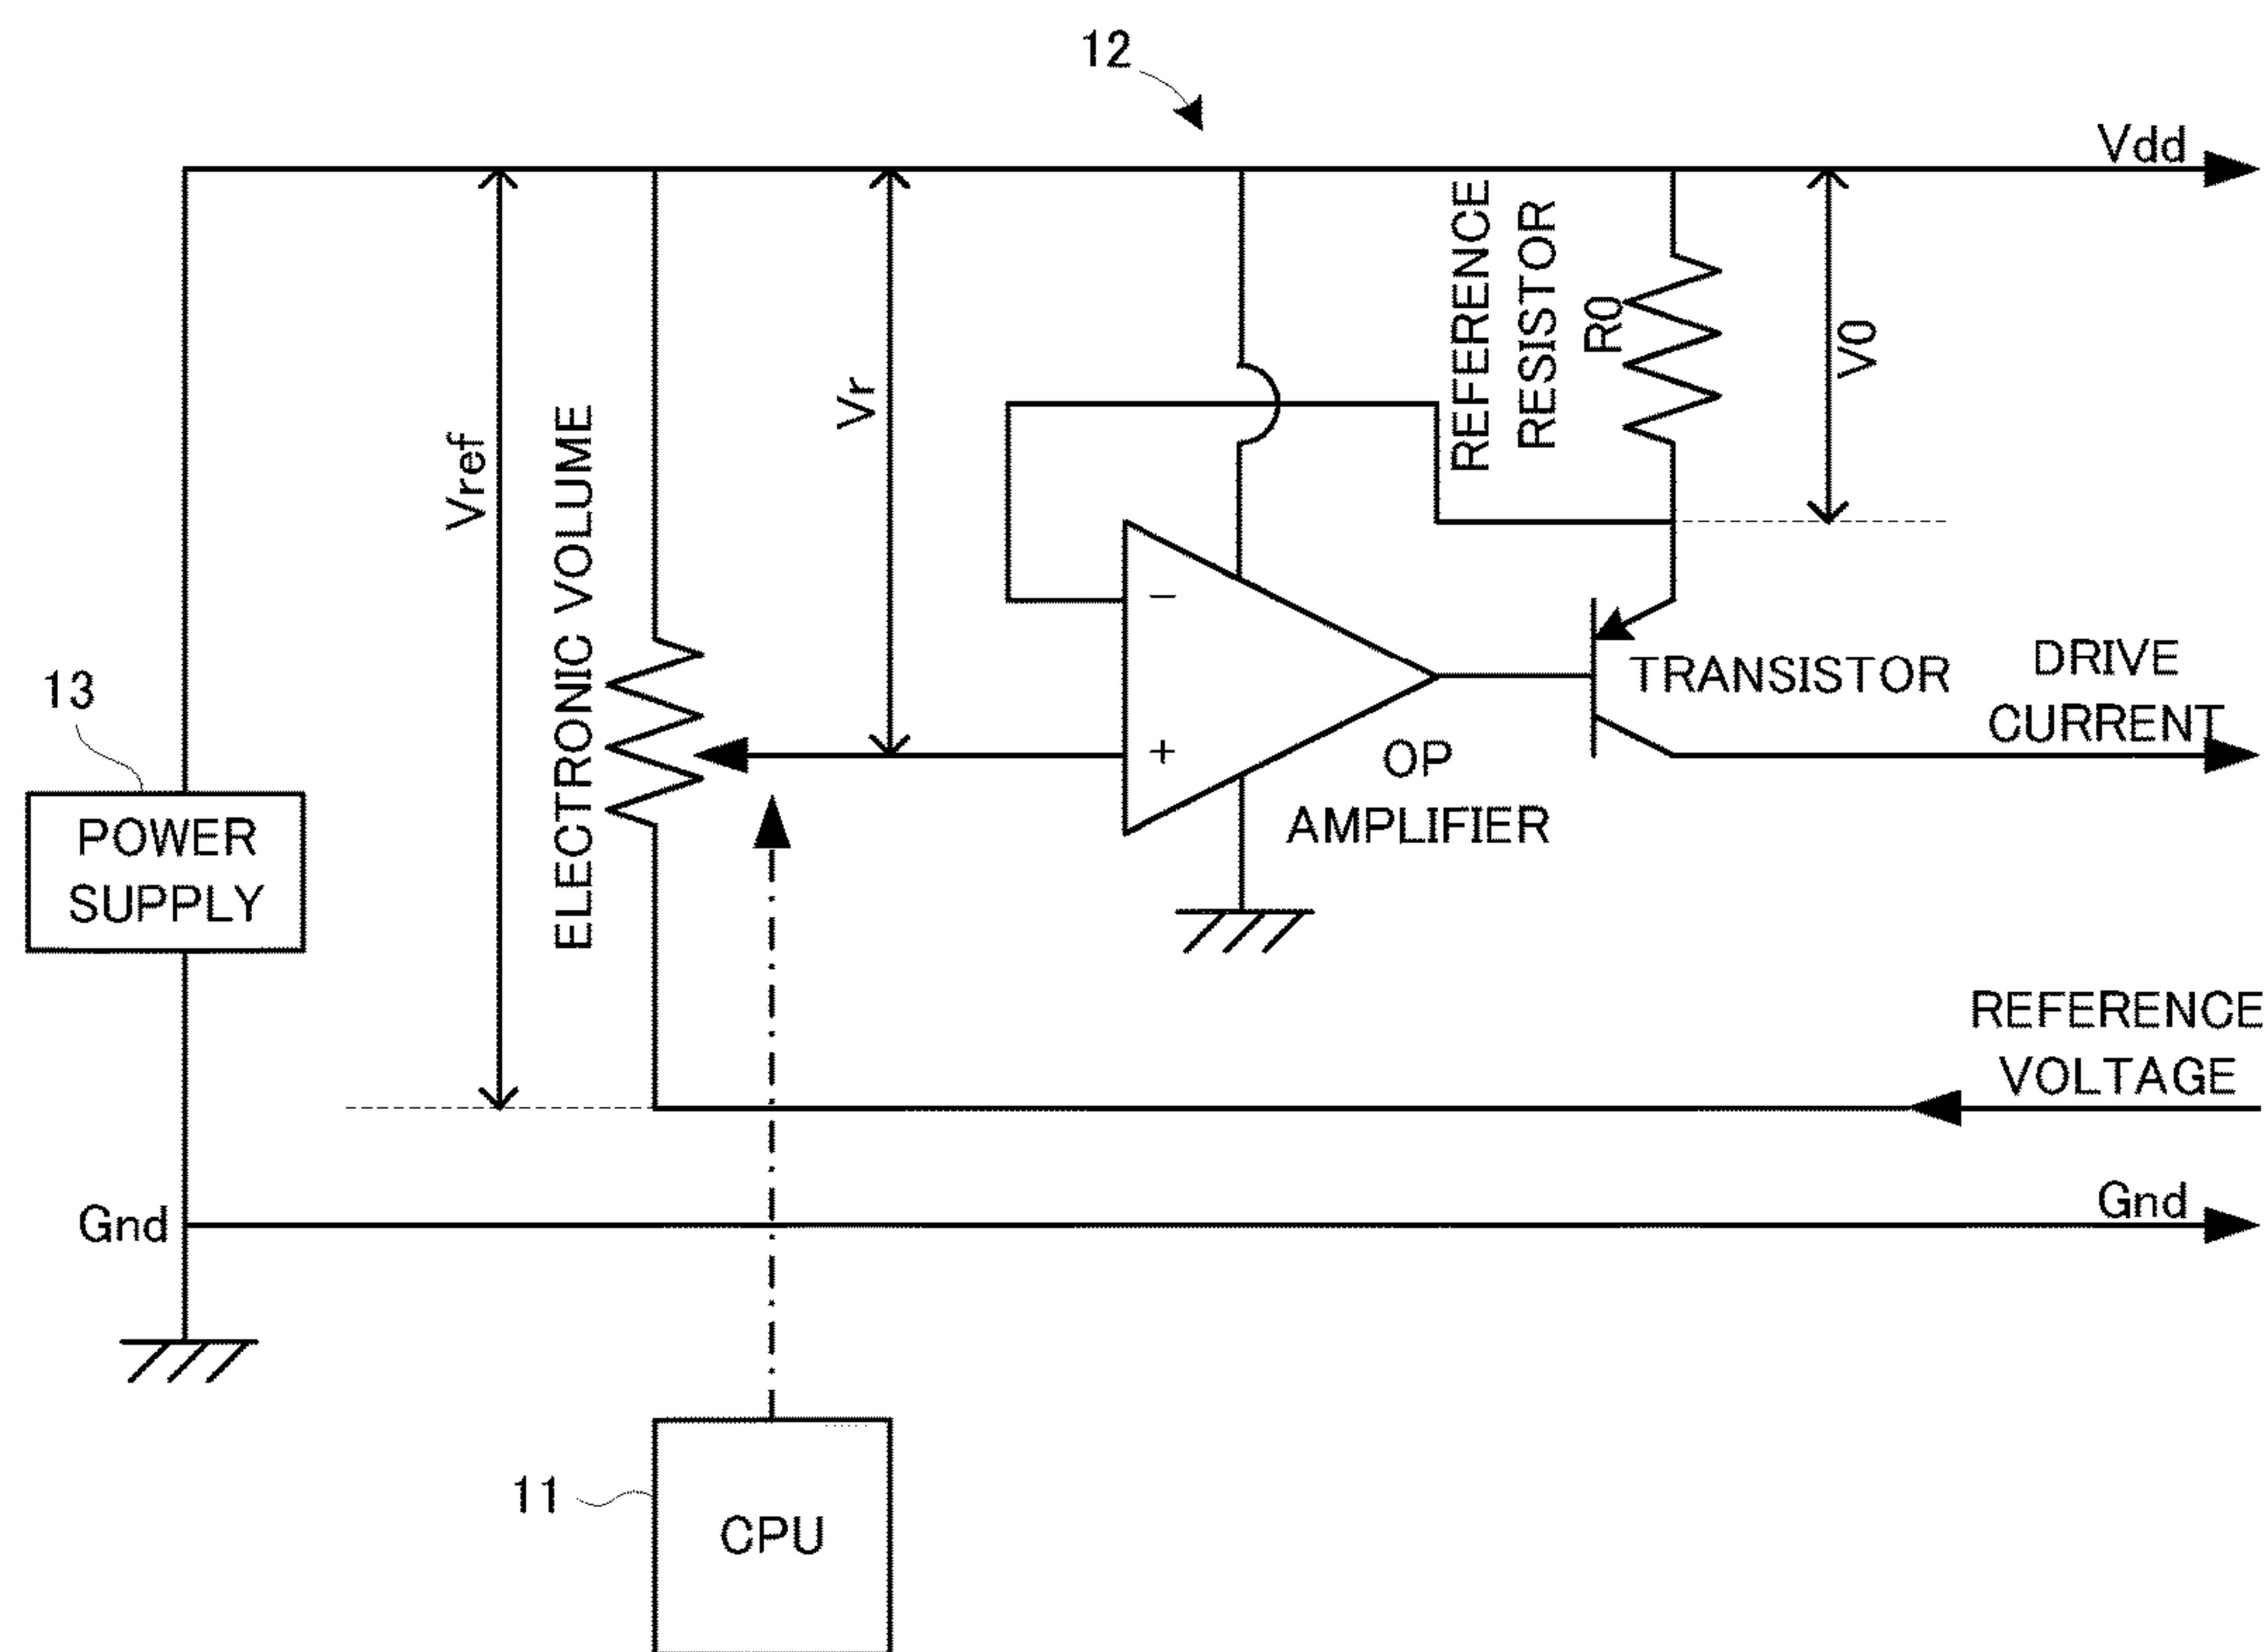 12
Vdd
REFERENCE
RESISTOR
R0
V0
Vr
Vref
ELECTRONIC VOLUME
−
+
OP
AMPLIFIER
TRANSISTOR
DRIVE
CURRENT
13
POWER
SUPPLY
REFERENCE
VOLTAGE
Gnd
Gnd
11
CPU